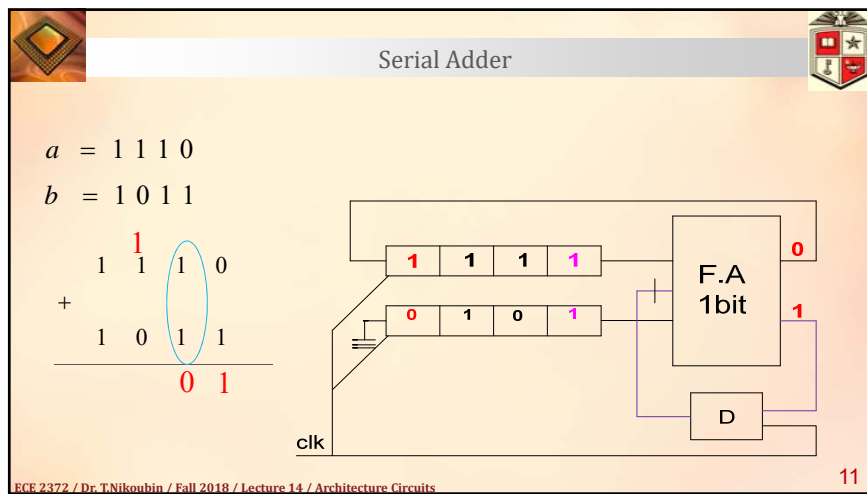 Serial Adder
a = 1 1 1 0
b = 1 0 1 1
1
1 1 1 0
+
1 0 1 1
0 1
1 1 1 1
0 1 0 1
F.A
1bit
0
1
D
clk
ECE 2372 / Dr. T.Nikoubin / Fall 2018 / Lecture 14 / Architecture Circuits
11